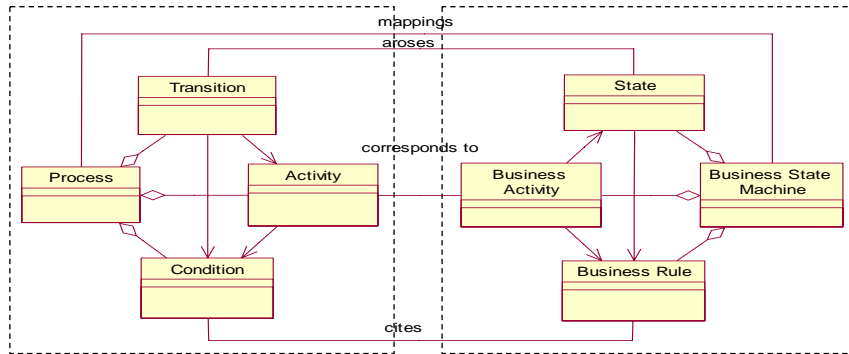 mappings
aroses
Transition
State
corresponds to
Process
Activity
Business
Activity
Business State
Machine
Condition
Business Rule
cites